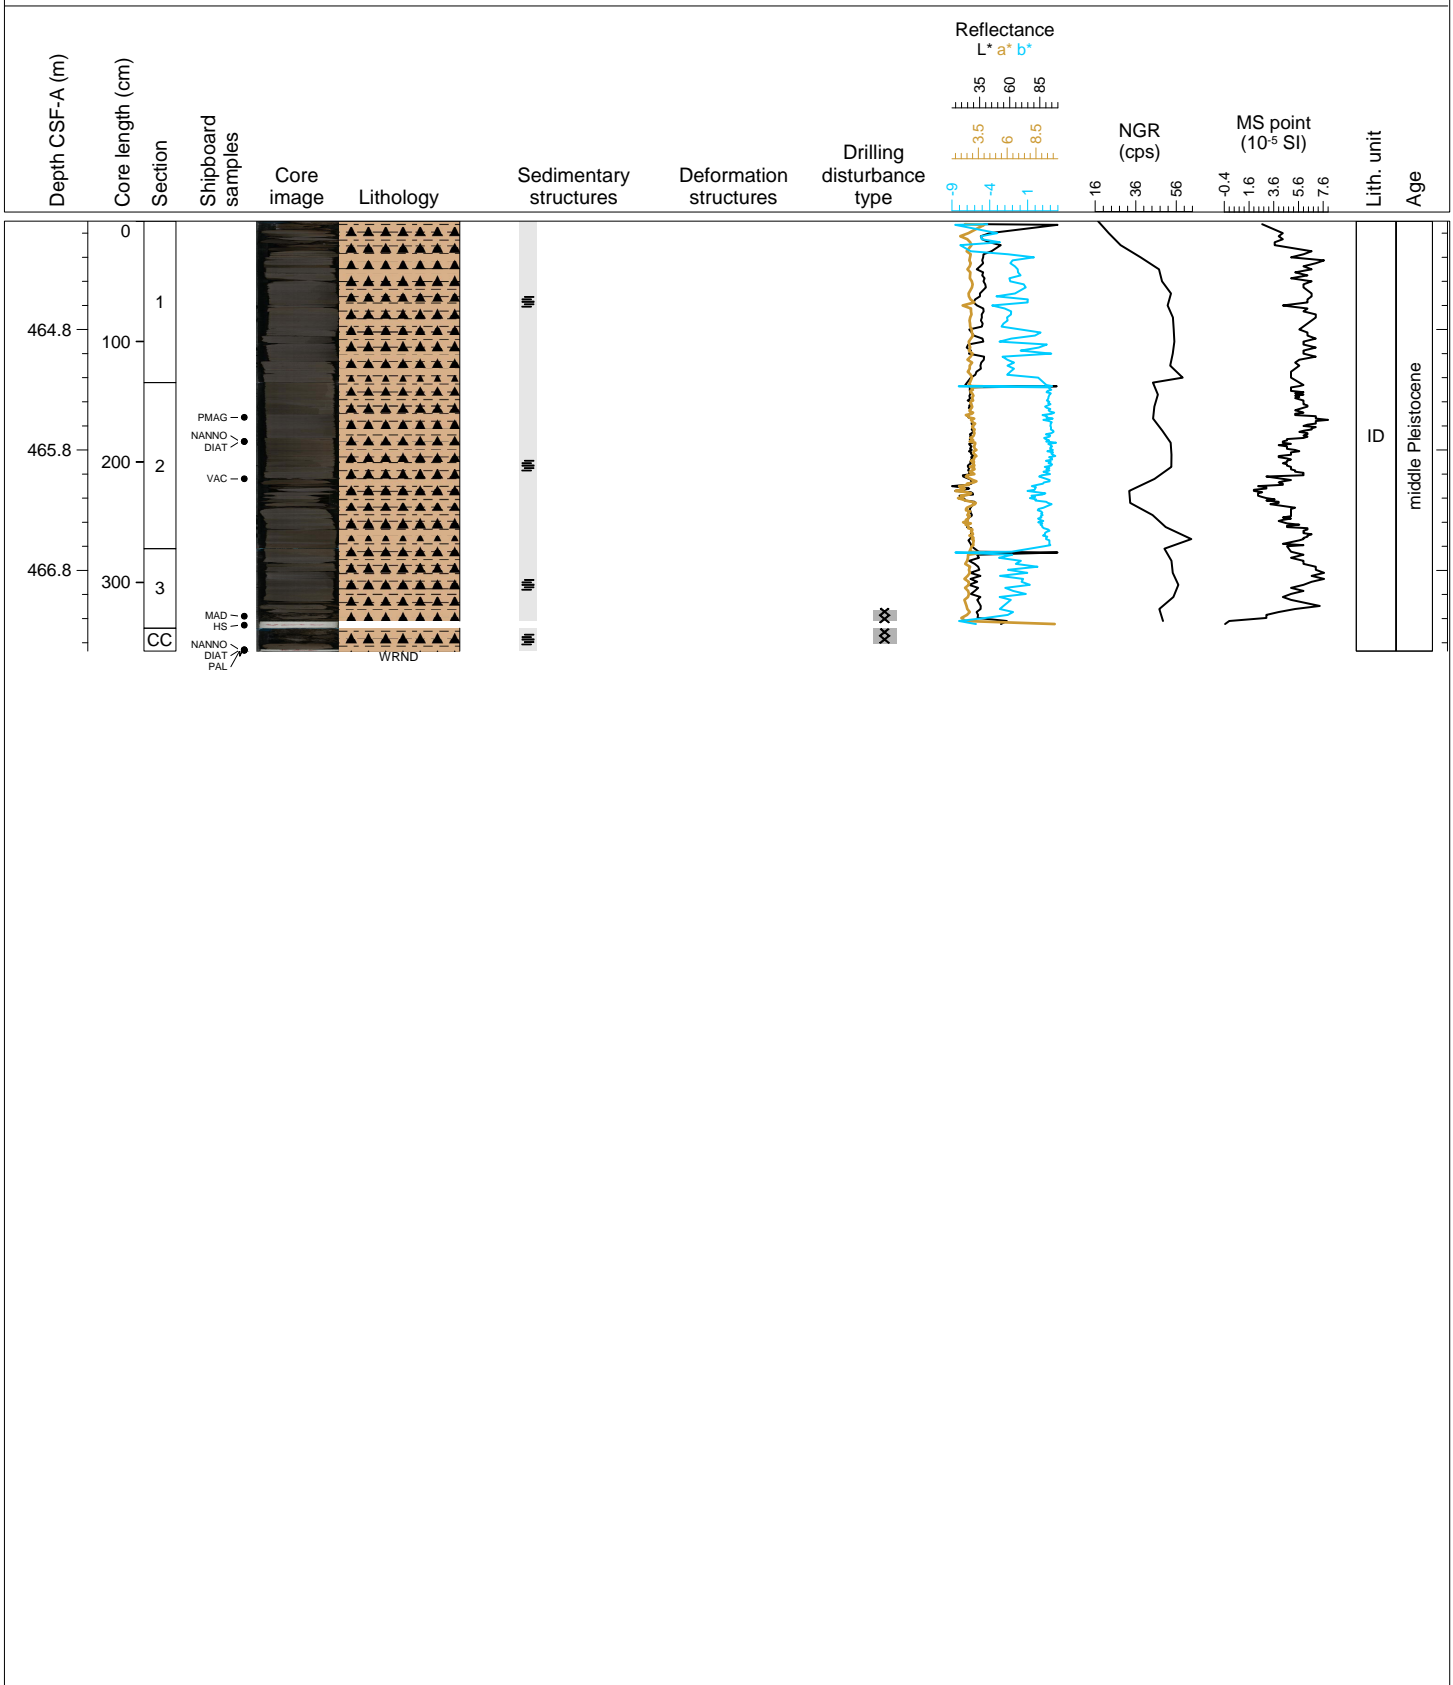 Depth CSF-A (m)
Core length (cm)
Section
Shipboard
samples
Core
image
Lithology
Sedimentary
structures
Deformation
structures
Drilling
disturbance
type
Reflectance
L* a* b*
35 60 85
3.5 6 8.5
-9 -4 1
NGR
(cps)
16 36 56
MS point
(10-5 SI)
-0.4 1.6 3.6 5.6 7.6
Lith. unit
Age
0
1
464.8
100
PMAG
NANNO
DIAT
465.8
200
2
VAC
466.8
300
3
MAD
HS
CC
NANNO
DIAT
PAL
WRND
ID
middle Pleistocene